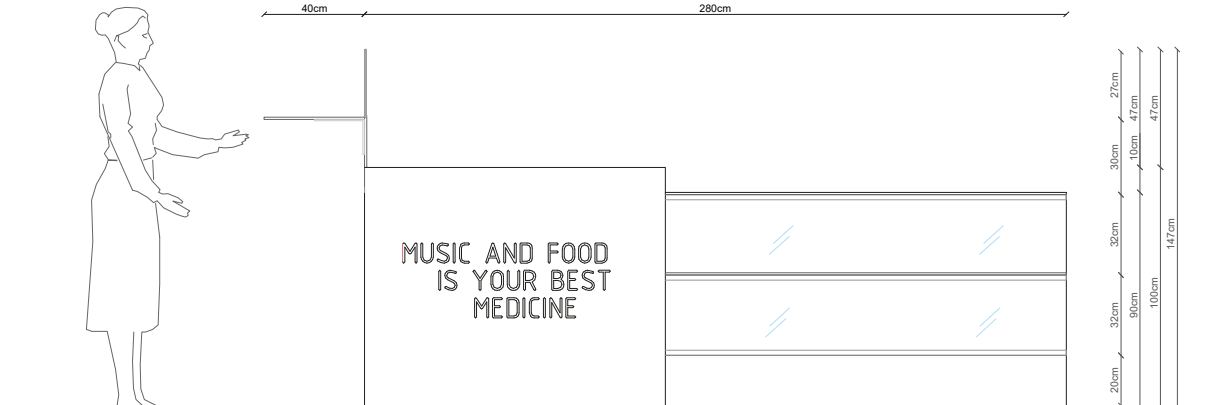 40cm 280cm
27cm 47cm 47cm
30cm 10cm
MUSIC AND FOOD
IS YOUR BEST
MEDICINE
32cm 147cm
32cm 90cm 100cm
20cm